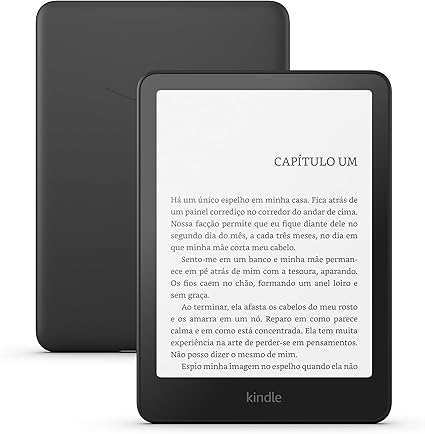 CAPÍTULO UM
Há um único espelho em minha casa. Fica atrás de
um painel corrediço no corredor do andar de cima.
Nossa facção permite que eu fique diante dele no
segundo dia do mês, a cada três meses, no dia em
que minha mãe corta meu cabelo.
Sento-me em um banco e minha mãe perman-
ece em pé atrás de mim com a tesoura, aparando.
Os fios caem no chão, formando um anel loiro e
sem graça.
Ao terminar, ela afasta os cabelos do meu rosto
e os amarra em um nó. Reparo em como parece
calma e em como está concentrada. Ela tem muita
experiência na arte de perder-se em pensamentos.
Não posso dizer o mesmo de mim.
Espio minha imagem no espelho quando ela não
kindle